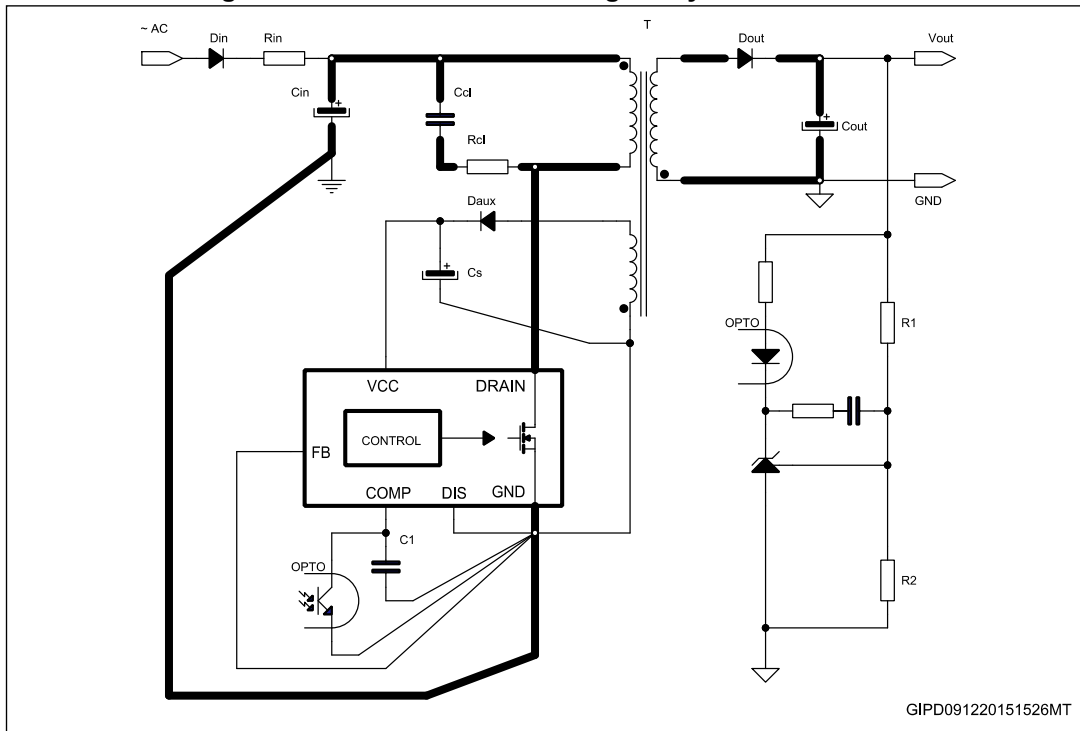 ~ AC
Din
Rin
T
Dout
Vout
Cin
+
Ccl
+
Cout
Rcl
GND
Daux
+
Cs
OPTO
R1
VCC
DRAIN
CONTROL
FB
COMP
DIS
GND
C1
OPTO
R2
GIPD091220151526MT